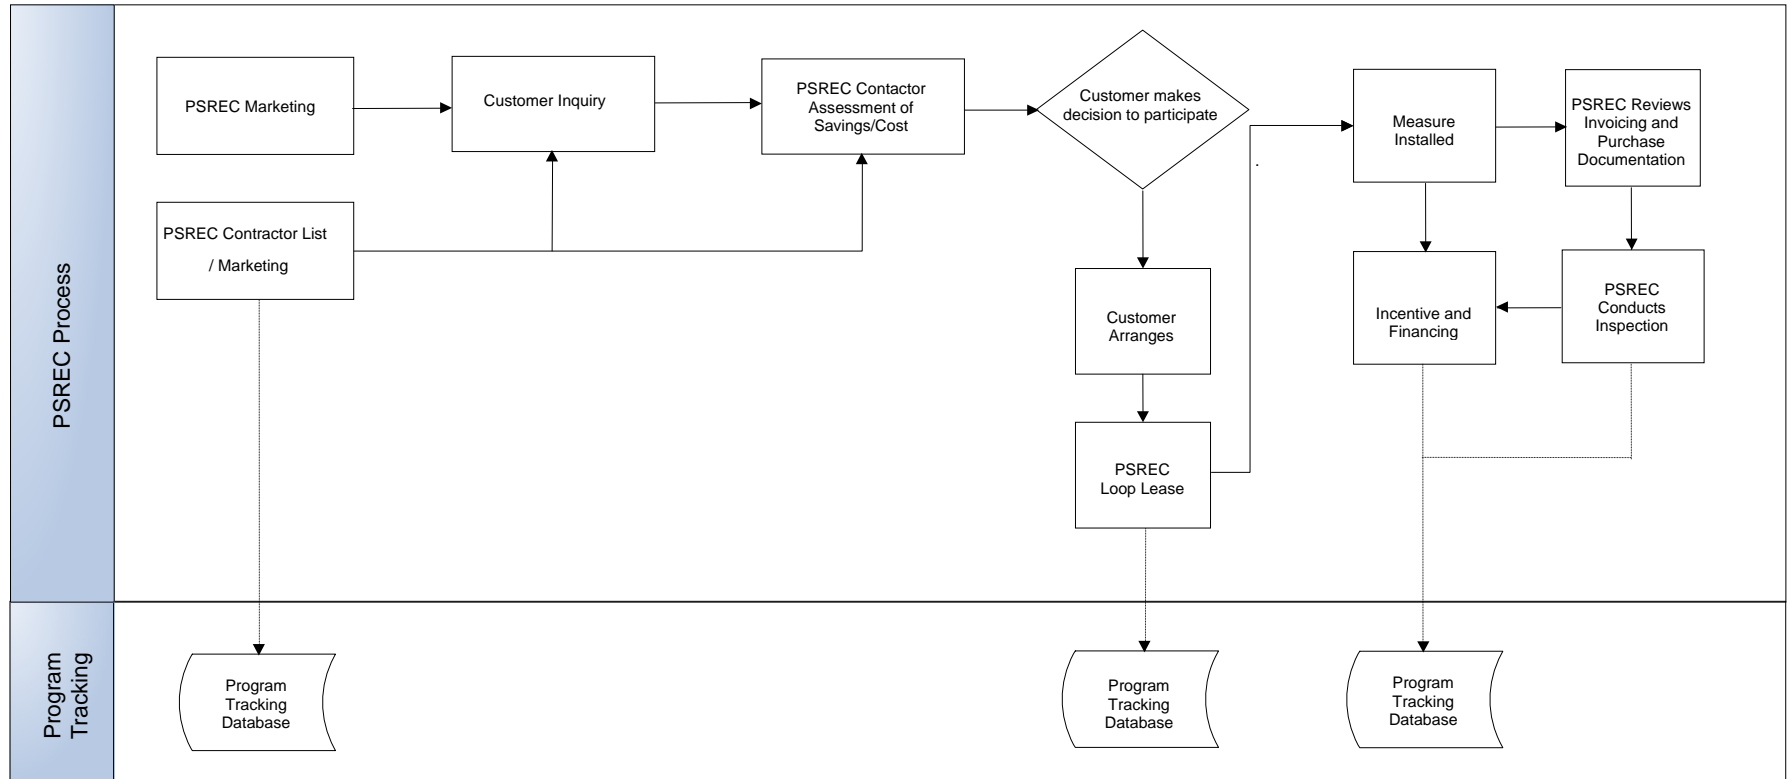 PSREC Process
PSREC Marketing
Customer Inquiry
PSREC Contactor
Assessment of
Savings/Cost
Customer makes
decision to participate
Measure
Installed
PSREC Reviews
Invoicing and
Purchase
Documentation
PSREC Contractor List
/ Marketing
Customer
Arranges
Incentive and
Financing
PSREC
Conducts
Inspection
PSREC
Loop Lease
.
Program
Tracking
Program
Tracking
Database
Program
Tracking
Database
Program
Tracking
Database